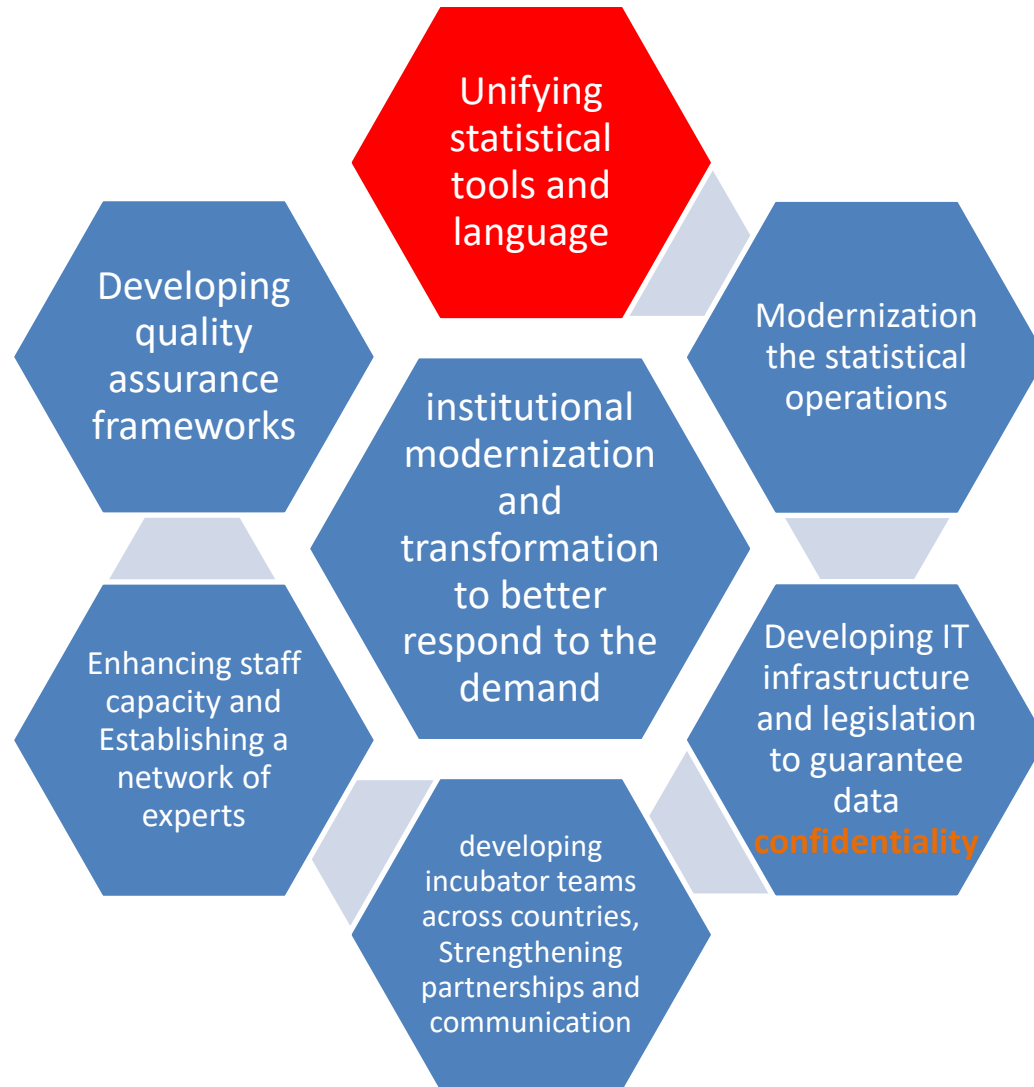 Unifying
statistical
tools and
language
Modernization
the statistical
operations
Developing IT
infrastructure
and legislation
to guarantee
data
confidentiality
developing
incubator teams
across countries,
Strengthening
partnerships and
communication
Enhancing staff
capacity and
Establishing a
network of
experts
Developing
quality
assurance
frameworks
institutional
modernization
and
transformation
to better
respond to the
demand